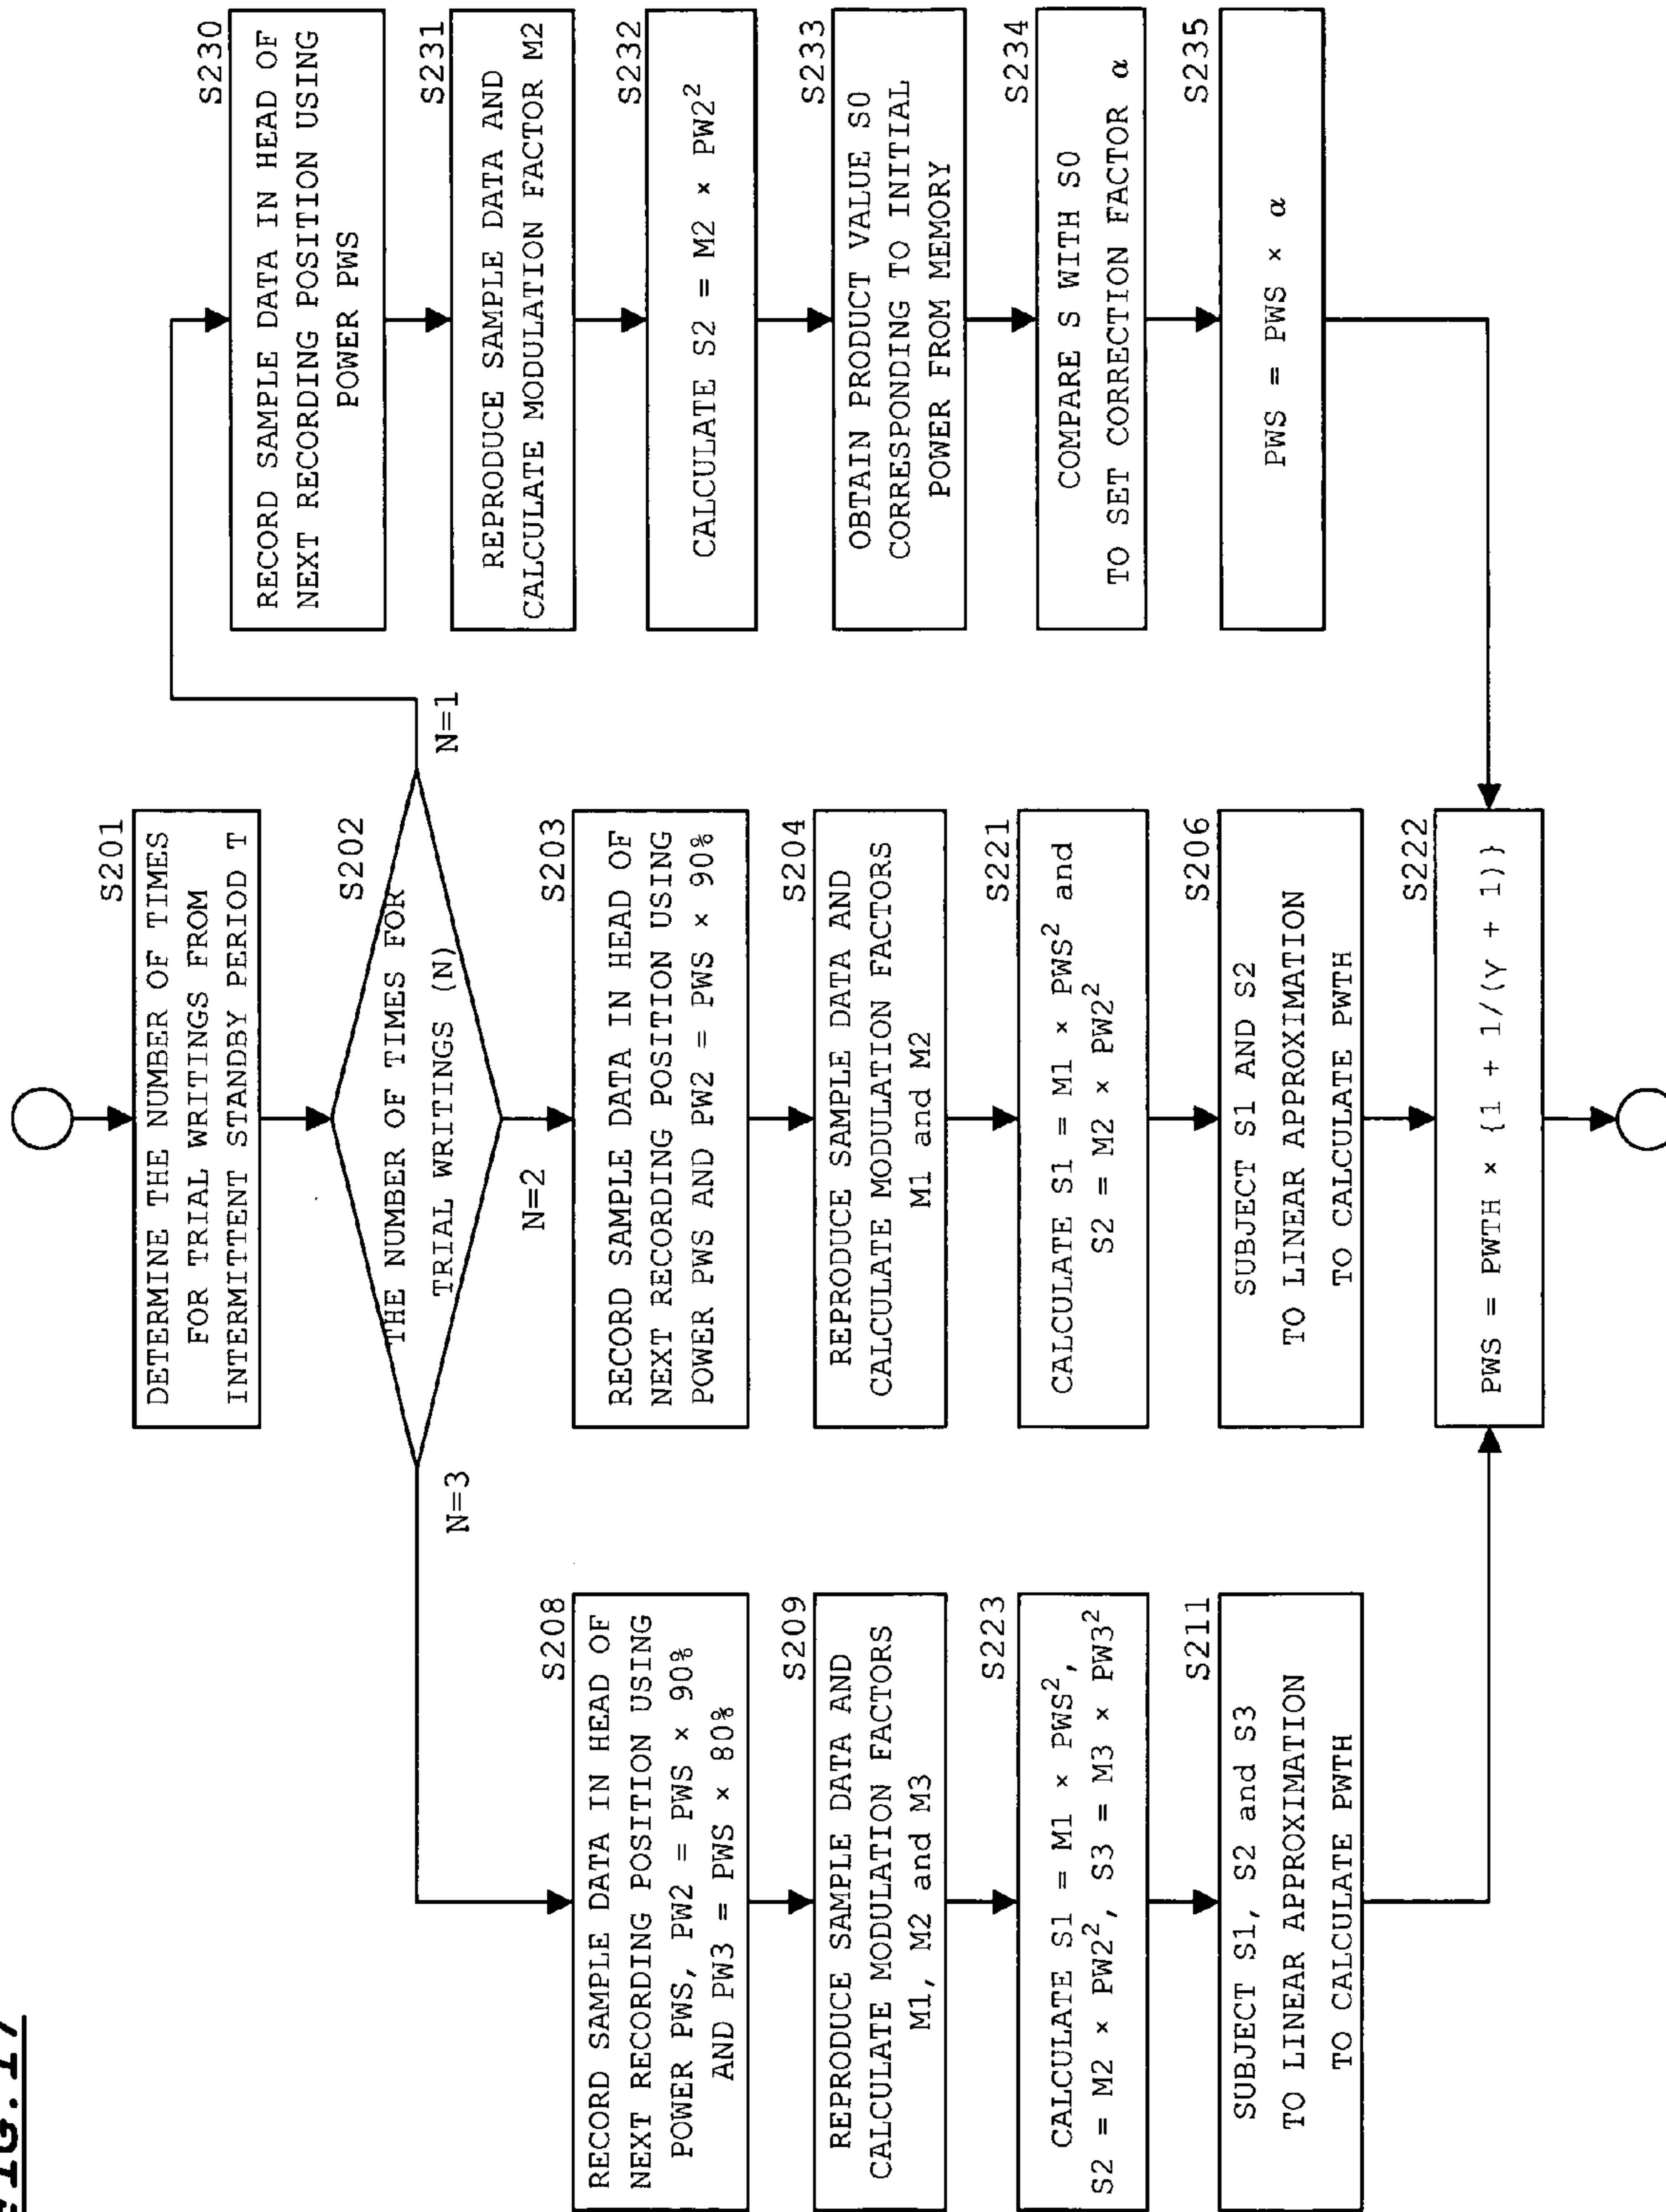 FIG.17
S201
DETERMINE THE NUMBER OF TIMES
FOR TRIAL WRITINGS FROM
INTERMITTENT STANDBY PERIOD T
S202
THE NUMBER OF TIMES FOR
TRIAL WRITINGS (N)
N=3
N=2
N=1
S208
RECORD SAMPLE DATA IN HEAD OF
NEXT RECORDING POSITION USING
POWER PWS, PW2 = PWS × 90%
AND PW3 = PWS × 80%
S209
REPRODUCE SAMPLE DATA AND
CALCULATE MODULATION FACTORS
M1, M2 and M3
S223
CALCULATE S1 = M1 × PWS²,
S2 = M2 × PW2², S3 = M3 × PW3²
S211
SUBJECT S1, S2 and S3
TO LINEAR APPROXIMATION
TO CALCULATE PWTH
S203
RECORD SAMPLE DATA IN HEAD OF
NEXT RECORDING POSITION USING
POWER PWS AND PW2 = PWS × 90%
S204
REPRODUCE SAMPLE DATA AND
CALCULATE MODULATION FACTORS
M1 and M2
S221
CALCULATE S1 = M1 × PWS² and
S2 = M2 × PW2²
S206
SUBJECT S1 AND S2
TO LINEAR APPROXIMATION
TO CALCULATE PWTH
S222
PWS = PWTH × {1 + 1/(γ + 1)}
S230
RECORD SAMPLE DATA IN HEAD OF
NEXT RECORDING POSITION USING
POWER PWS
S231
REPRODUCE SAMPLE DATA AND
CALCULATE MODULATION FACTOR M2
S232
CALCULATE S2 = M2 × PW2²
S233
OBTAIN PRODUCT VALUE S0
CORRESPONDING TO INITIAL
POWER FROM MEMORY
S234
COMPARE S WITH S0
TO SET CORRECTION FACTOR α
S235
PWS = PWS × α